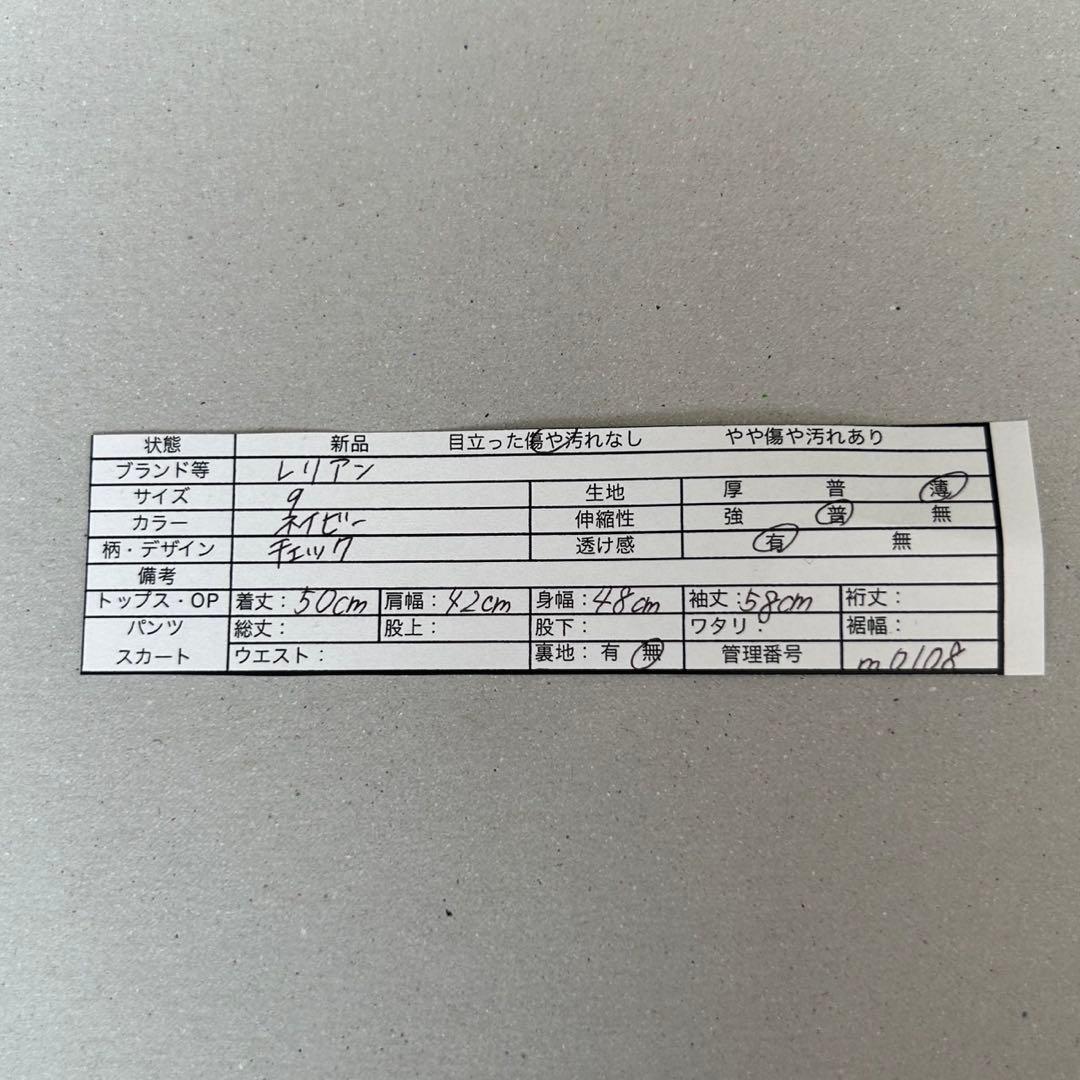 状態 新品 目立った傷や汚れなし やや傷や汚れあり
ブランド等 レリアン
サイズ 9 生地 厚 普 薄
カラー ネイビー 伸縮性 強 普 無
柄・デザイン チェック 透け感 有 無
備考
トップス・OP 着丈：50cm 肩幅：42cm 身幅：48cm 袖丈：58cm 裄丈：
パンツ 総丈： 股上： 股下： ワタリ： 裾幅：
スカート ウエスト： 裏地：有 無 管理番号 m0108